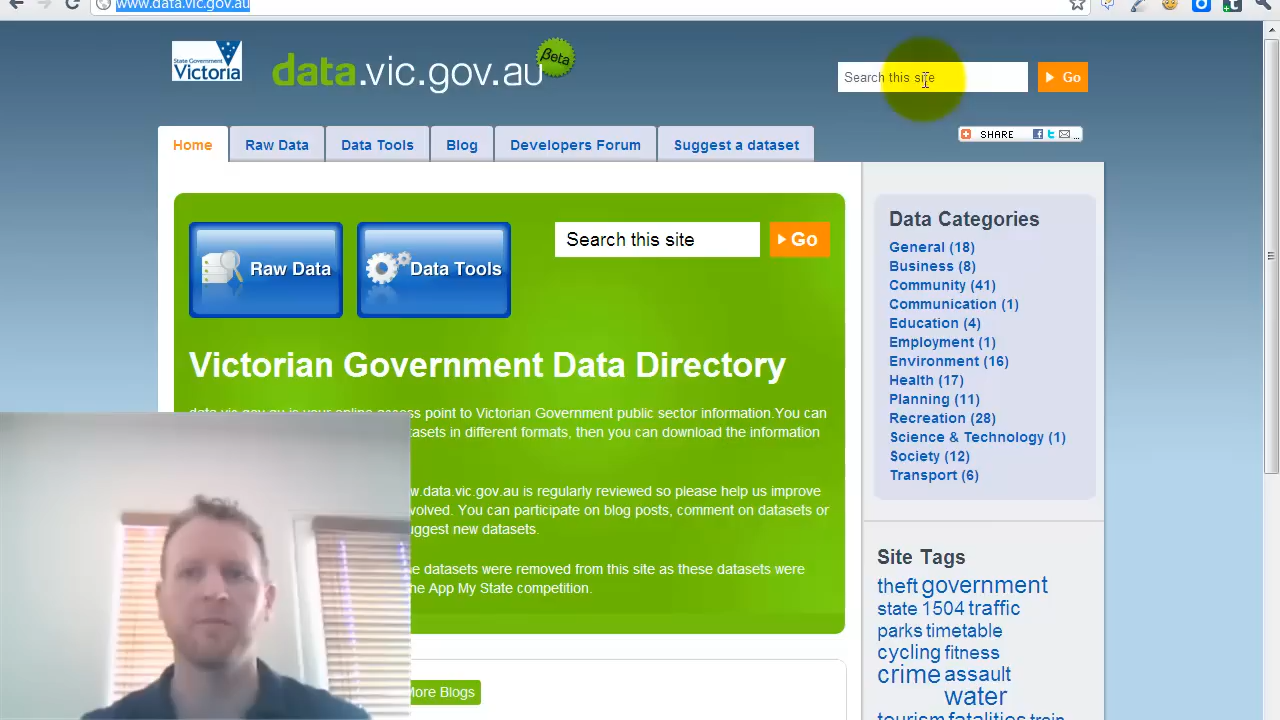 www.data.vic.gov.au
State Government
Victoria
data.vic.gov.au
Beta
Search this site
Go
SHARE
Home
Raw Data
Data Tools
Blog
Developers Forum
Suggest a dataset
Raw Data
Data Tools
Search this site
Go
Victorian Government Data Directory
data.vic.gov.au is your online access point to Victorian Government public sector information.You can
tasets in different formats, then you can download the information
w.data.vic.gov.au is regularly reviewed so please help us improve
volved. You can participate on blog posts, comment on datasets or
uggest new datasets.
e datasets were removed from this site as these datasets were
he App My State competition.
More Blogs
Data Categories
General (18)
Business (8)
Community (41)
Communication (1)
Education (4)
Employment (1)
Environment (16)
Health (17)
Planning (11)
Recreation (28)
Science & Technology (1)
Society (12)
Transport (6)
Site Tags
theft government
state 1504 traffic
parks timetable
cycling fitness
crime assault
water
tourism fatalities train